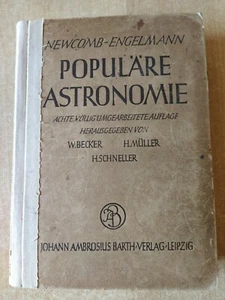 NEWCOMB-ENGELMANN
POPULÄRE
ASTRONOMIE
ACHTE, VÖLLIG UMGEARBEITETE AUFLAGE
HERAUSGEGEBEN VON
W. BECKER H. MÜLLER
H. SCHNELLER
JOHANN AMBROSIUS BARTH-VERLAG-LEIPZIG